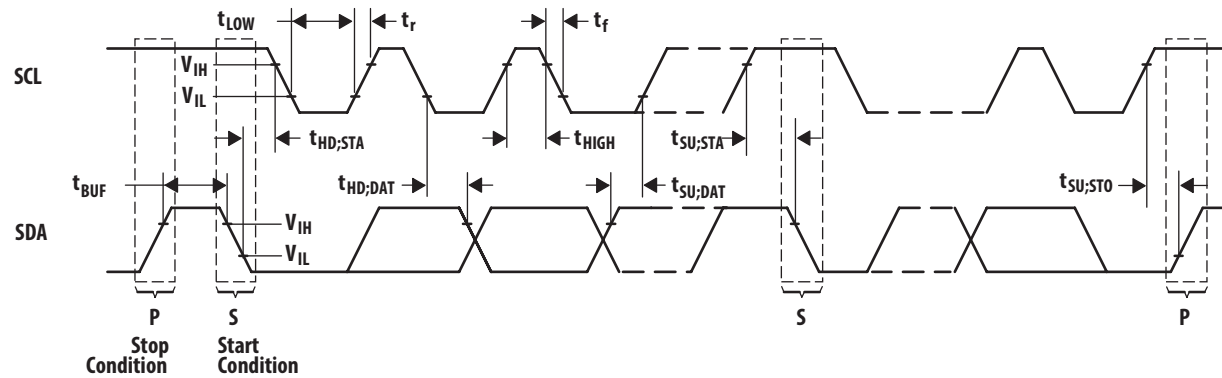 tLOW
tr
tf
SCL
VIH
VIL
tHD;STA
tHIGH
tSU;STA
tBUF
tHD;DAT
tSU;DAT
tSU;STO
SDA
VIH
VIL
P
S
S
P
Stop
Condition
Start
Condition